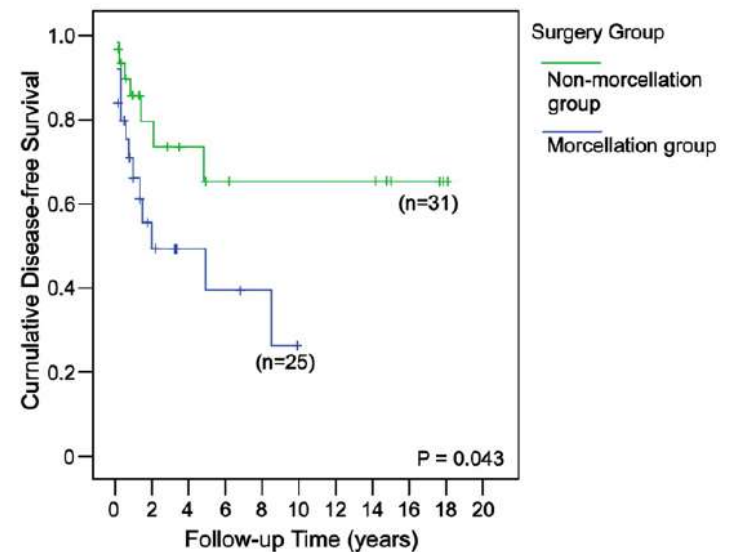 Surgery Group
Non-morcellation
group
Morcellation group
Curnulative Disease-free Survival
1.0
0.8
0.6
0.4
0.2
0
(n=31)
(n=25)
P = 0.043
0 2 4 6 8 10 12 14 16 18 20
Follow-up Time (years)